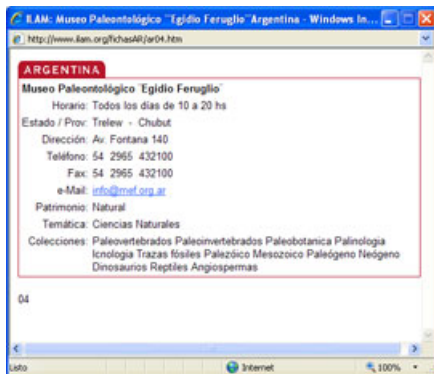 ILAM: Museo Paleontológico ¨Egidio Feruglio¨Argentina - Windows In...
http://www.ilam.org/fichasAR/ar04.htm
ARGENTINA
Museo Paleontológico ¨Egidio Feruglio¨
Horario: Todos los días de 10 a 20 hs
Estado / Prov: Trelew - Chubut
Dirección: Av. Fontana 140
Teléfono: 54 2965 432100
Fax: 54 2965 432100
e-Mail: info@mef.org.ar
Patrimonio: Natural
Temática: Ciencias Naturales
Colecciones: Paleovertebrados Paleoinvertebrados Paleobotanica Palinologia
Icnologia Trazas fósiles Palezóico Mesozoico Paleógeno Neógeno
Dinosaurios Reptiles Angiospermas
04
Listo Internet 100%